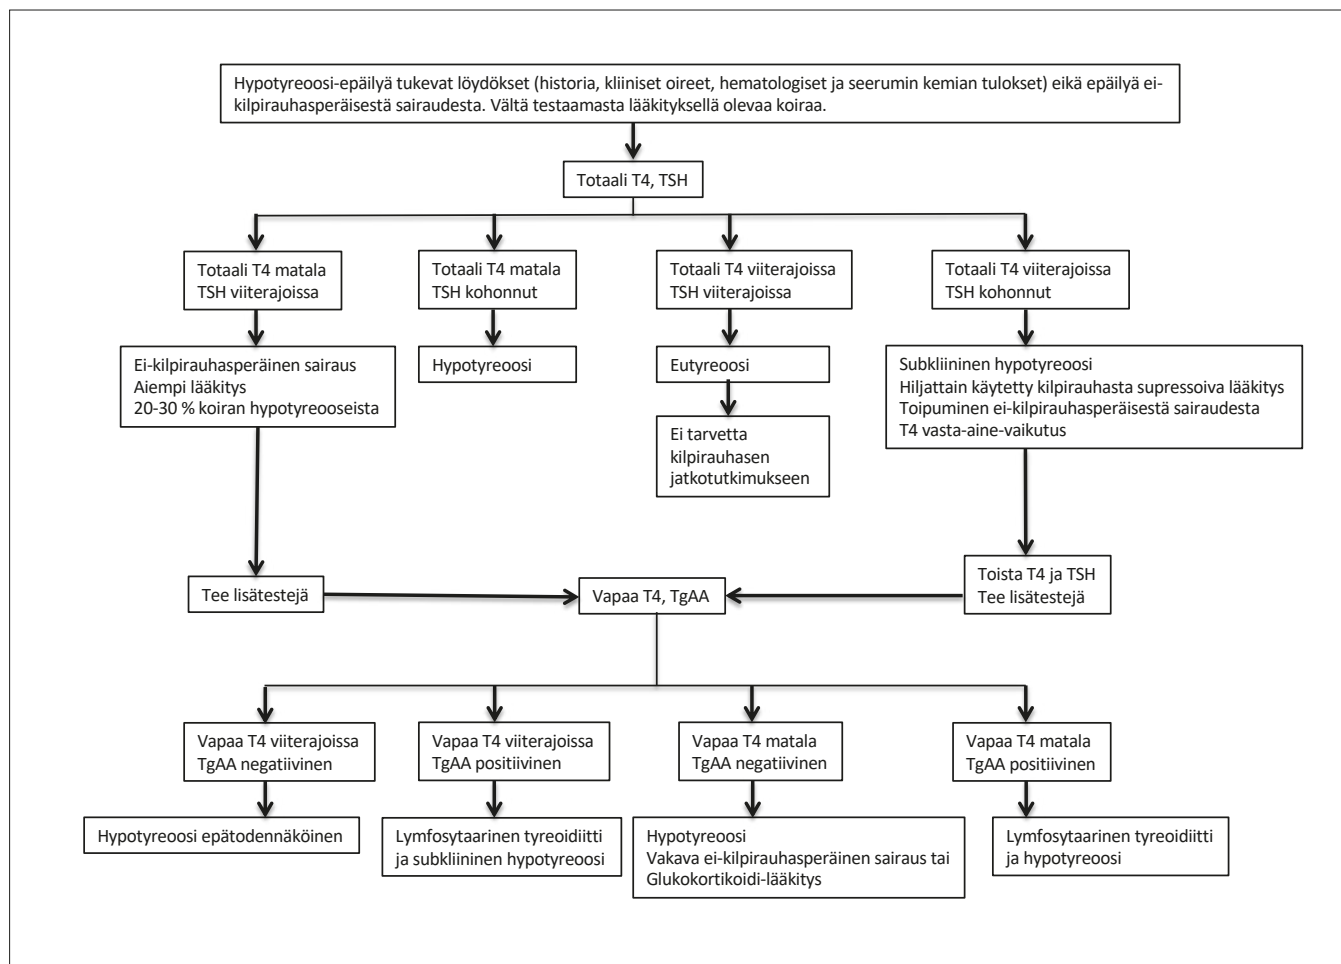 Hypotyreoosi-epäilyä tukevat löydökset (historia, kliiniset oireet, hematologiset ja seerumin kemian tulokset) eikä epäilyä ei-
kilpirauhasperäisestä sairaudesta. Vältä testaamasta lääkityksellä olevaa koiraa.
Totaali T4, TSH
Totaali T4 matala
TSH viiterajoissa
Totaali T4 matala
TSH kohonnut
Totaali T4 viiterajoissa
TSH viiterajoissa
Totaali T4 viiterajoissa
TSH kohonnut
Ei-kilpirauhasperäinen sairaus
Aiempi lääkitys
20-30 % koiran hypotyreooseista
Hypotyreoosi
Eutyreoosi
Subkliininen hypotyreoosi
Hiljattain käytetty kilpirauhasta supressoiva lääkitys
Toipuminen ei-kilpirauhasperäisestä sairaudesta
T4 vasta-aine-vaikutus
Ei tarvetta
kilpirauhasen
jatkotutkimukseen
Tee lisätestejä
Vapaa T4, TgAA
Toista T4 ja TSH
Tee lisätestejä
Vapaa T4 viiterajoissa
TgAA negatiivinen
Vapaa T4 viiterajoissa
TgAA positiivinen
Vapaa T4 matala
TgAA negatiivinen
Vapaa T4 matala
TgAA positiivinen
Hypotyreoosi epätodennäköinen
Lymfosytaarinen tyreoidiitti
ja subkliininen hypotyreoosi
Hypotyreoosi
Vakava ei-kilpirauhasperäinen sairaus tai
Glukokortikoidi-lääkitys
Lymfosytaarinen tyreoidiitti
ja hypotyreoosi